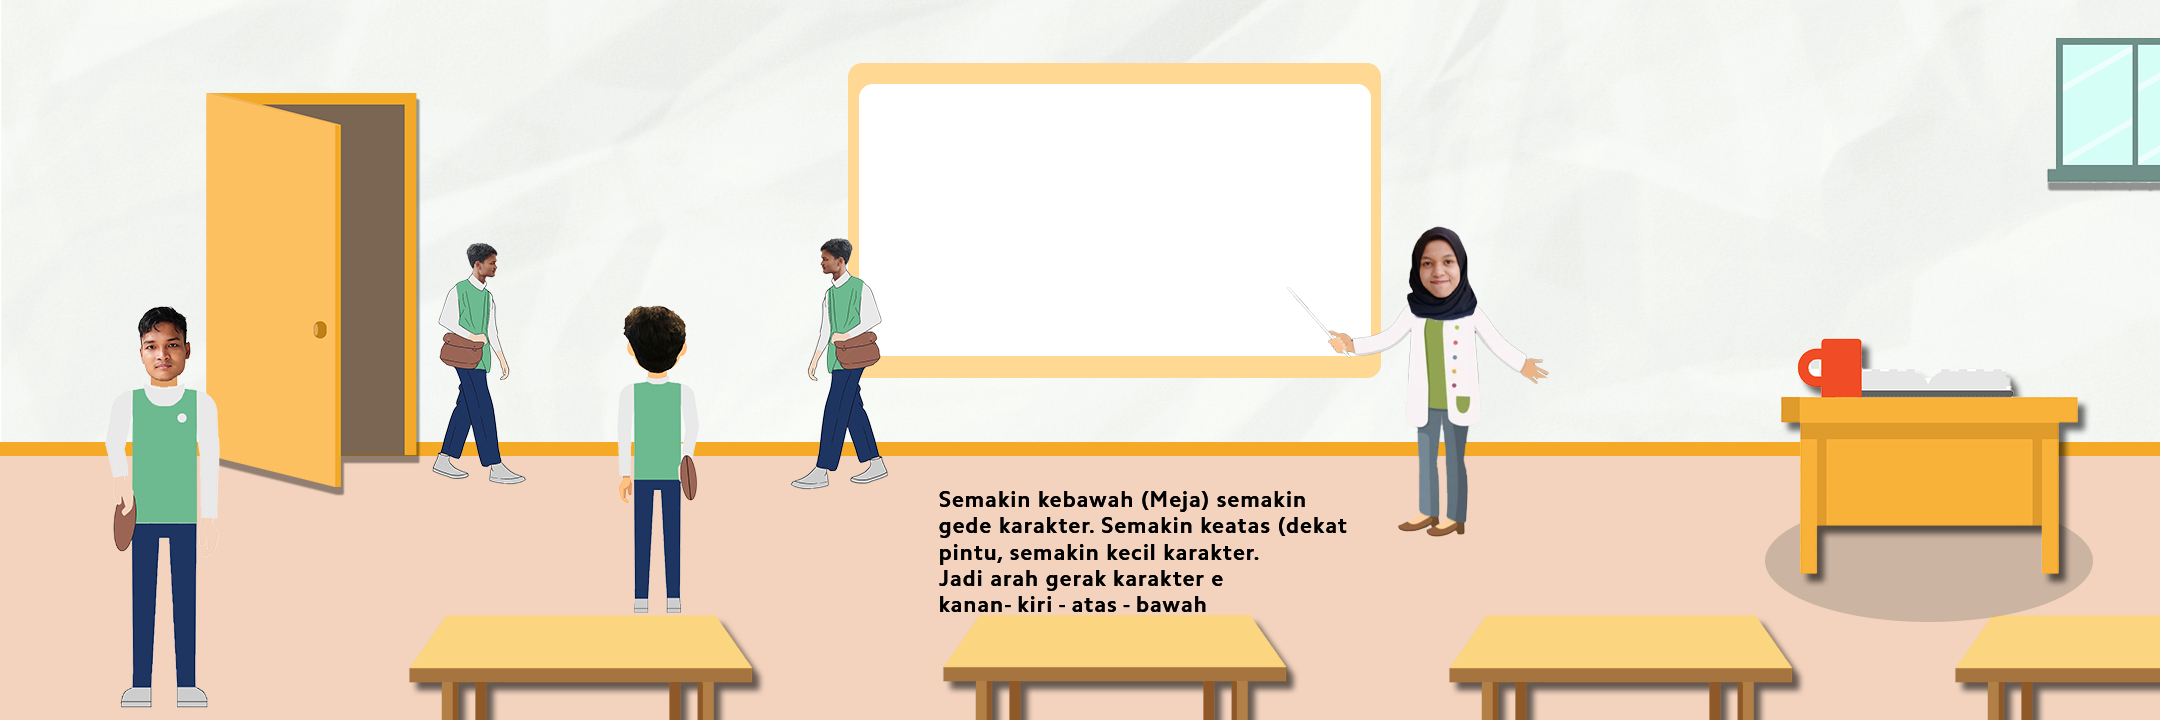 Semakin kebawah (Meja) semakin
gede karakter. Semakin keatas (dekat
pintu, semakin kecil karakter.
Jadi arah gerak karakter e
kanan- kiri - atas - bawah